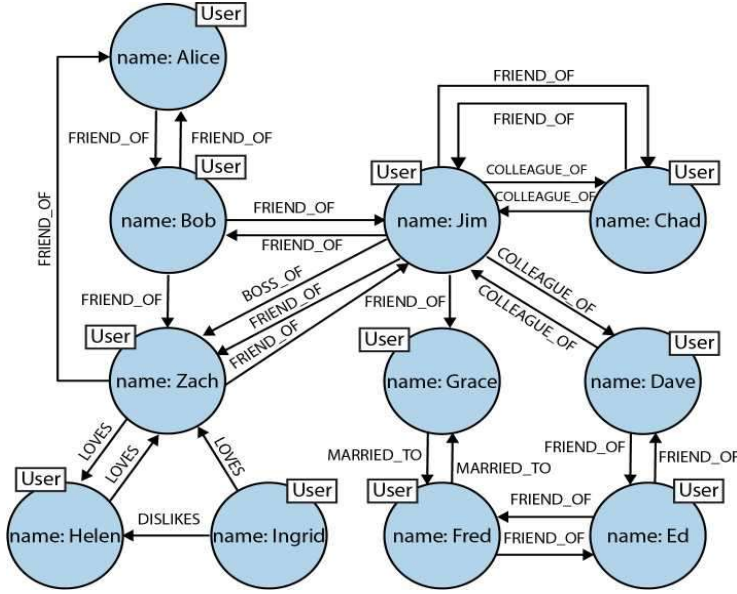 User
name: Alice
FRIEND_OF
FRIEND_OF
FRIEND_OF
User
name: Bob
FRIEND_OF
FRIEND_OF
FRIEND_OF
FRIEND_OF
FRIEND_OF
User
name: Jim
COLLEAGUE_OF
COLLEAGUE_OF
User
name: Chad
BOSS_OF
FRIEND_OF
FRIEND_OF
FRIEND_OF
COLLEAGUE_OF
COLLEAGUE_OF
User
name: Zach
User
name: Grace
User
name: Dave
LOVES
LOVES
LOVES
MARRIED_TO
MARRIED_TO
FRIEND_OF
FRIEND_OF
User
name: Helen
DISLIKES
User
name: Ingrid
User
name: Fred
FRIEND_OF
FRIEND_OF
User
name: Ed